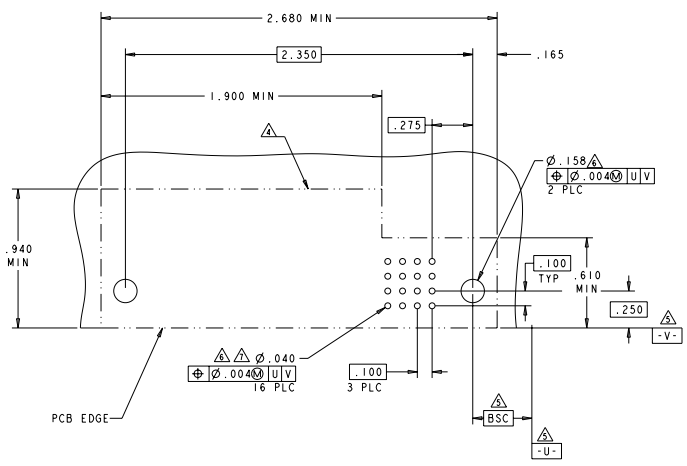 2.680 MIN
2.350
.165
1.900 MIN
.275
4
Ø.158 6
⌖ Ø.004Ⓜ U V
2 PLC
.940
MIN
.100
TYP
.610
MIN
.250
5
-V-
6 7 Ø.040
⌖ Ø.004Ⓜ U V
16 PLC
.100
3 PLC
PCB EDGE
5
BSC
5
-U-